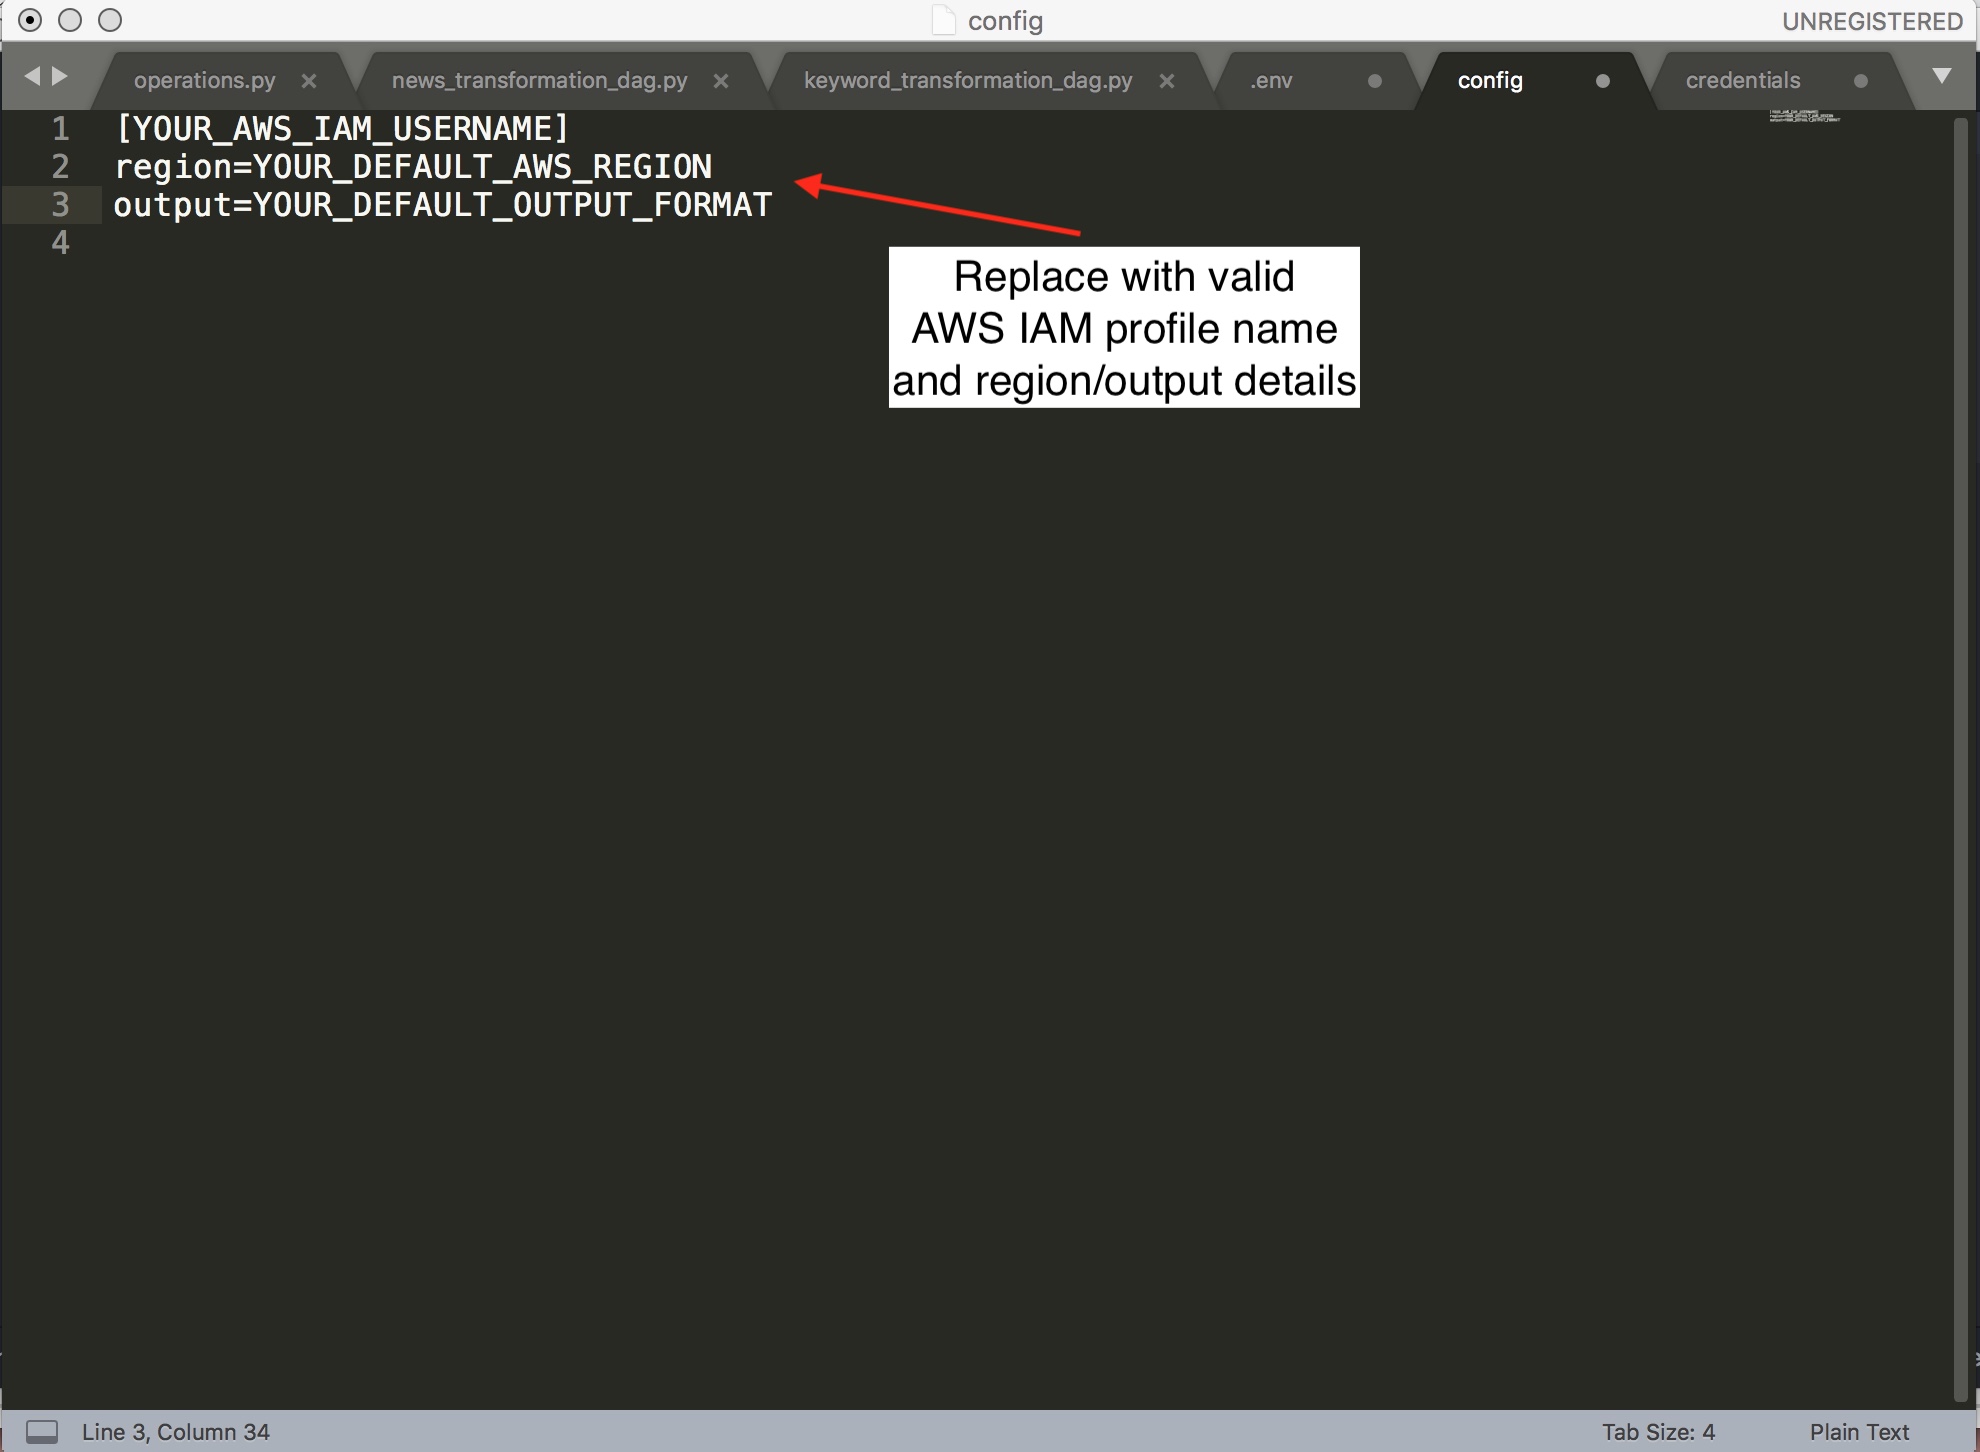 config
UNREGISTERED
operations.py
news_transformation_dag.py
keyword_transformation_dag.py
.env
config
credentials
1 [YOUR_AWS_IAM_USERNAME]
2 region=YOUR_DEFAULT_AWS_REGION
3 output=YOUR_DEFAULT_OUTPUT_FORMAT
4
Replace with valid
AWS IAM profile name
and region/output details
Line 3, Column 34
Tab Size: 4
Plain Text